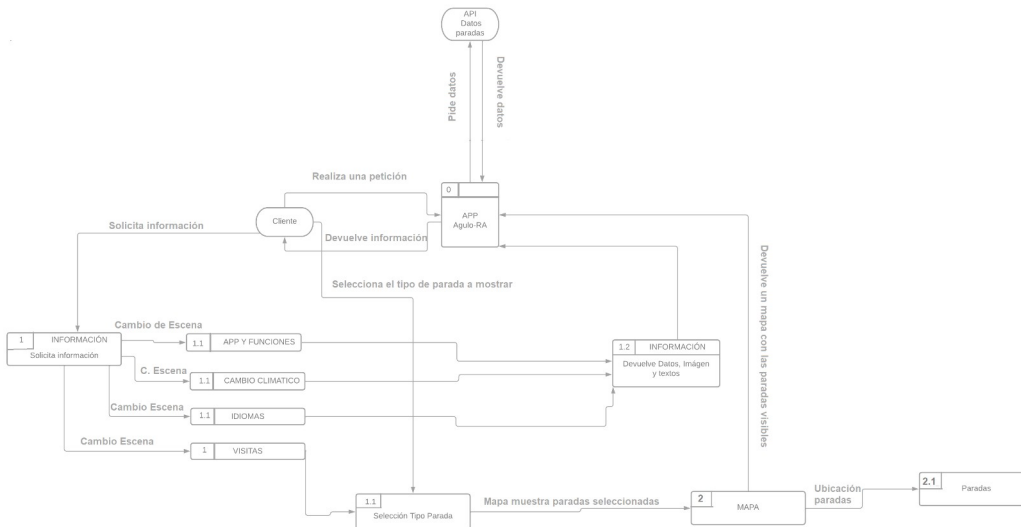 API
Datos
paradas
Pide datos
Devuelve datos
Realiza una petición
0
APP
Agulo-RA
Cliente
Solicita información
Devuelve información
Selecciona el tipo de parada a mostrar
Devuelve un mapa con las paradas visibles
Cambio de Escena
1
INFORMACIÓN
Solicita información
1.1
APP Y FUNCIONES
1.2
INFORMACIÓN
Devuelve Datos, Imágen
y textos
C. Escena
1.1
CAMBIO CLIMATICO
Cambio Escena
1.1
IDIOMAS
Cambio Escena
1
VISITAS
1.1
Selección Tipo Parada
Mapa muestra paradas seleccionadas
2
MAPA
Ubicación
paradas
2.1
Paradas